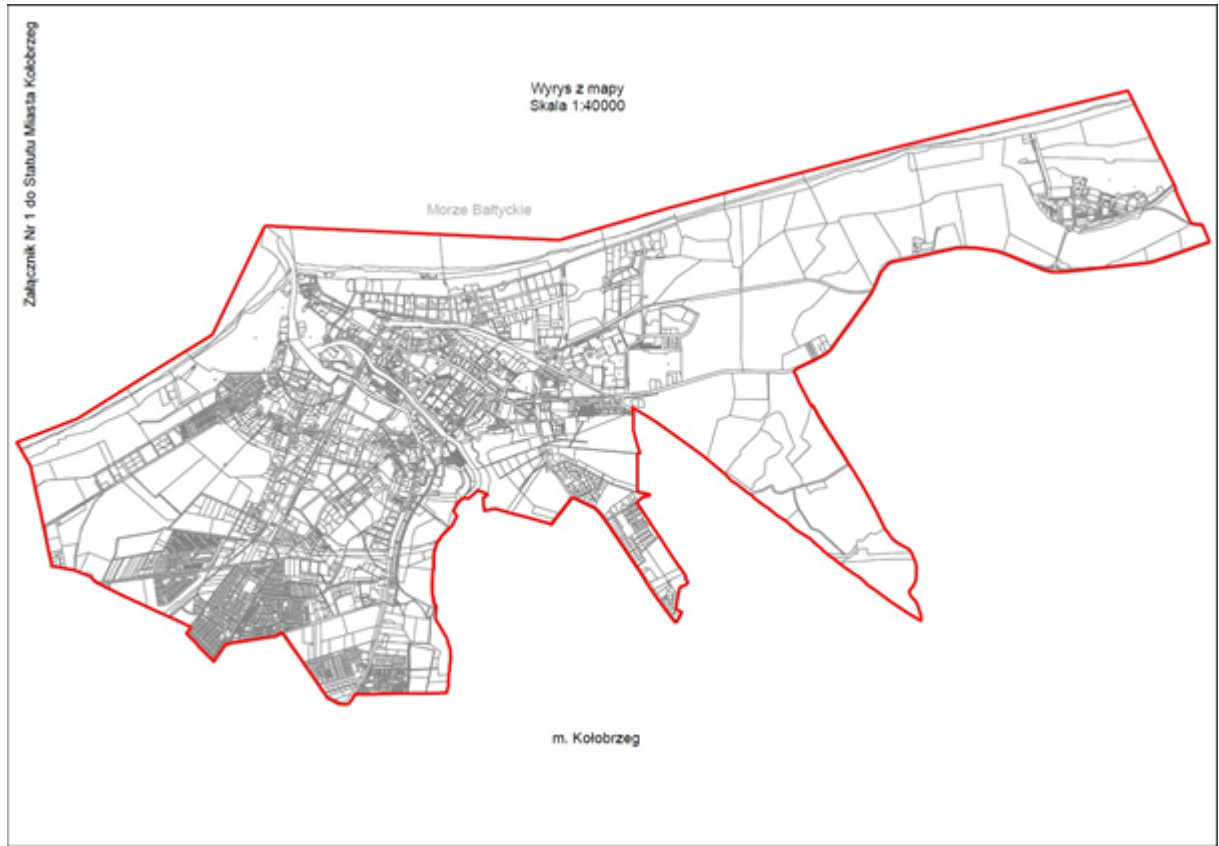 Załącznik Nr 1 do Statutu Miasta Kołobrzeg
Wyrys z mapy
Skala 1:40000
Morze Bałtyckie
m. Kołobrzeg